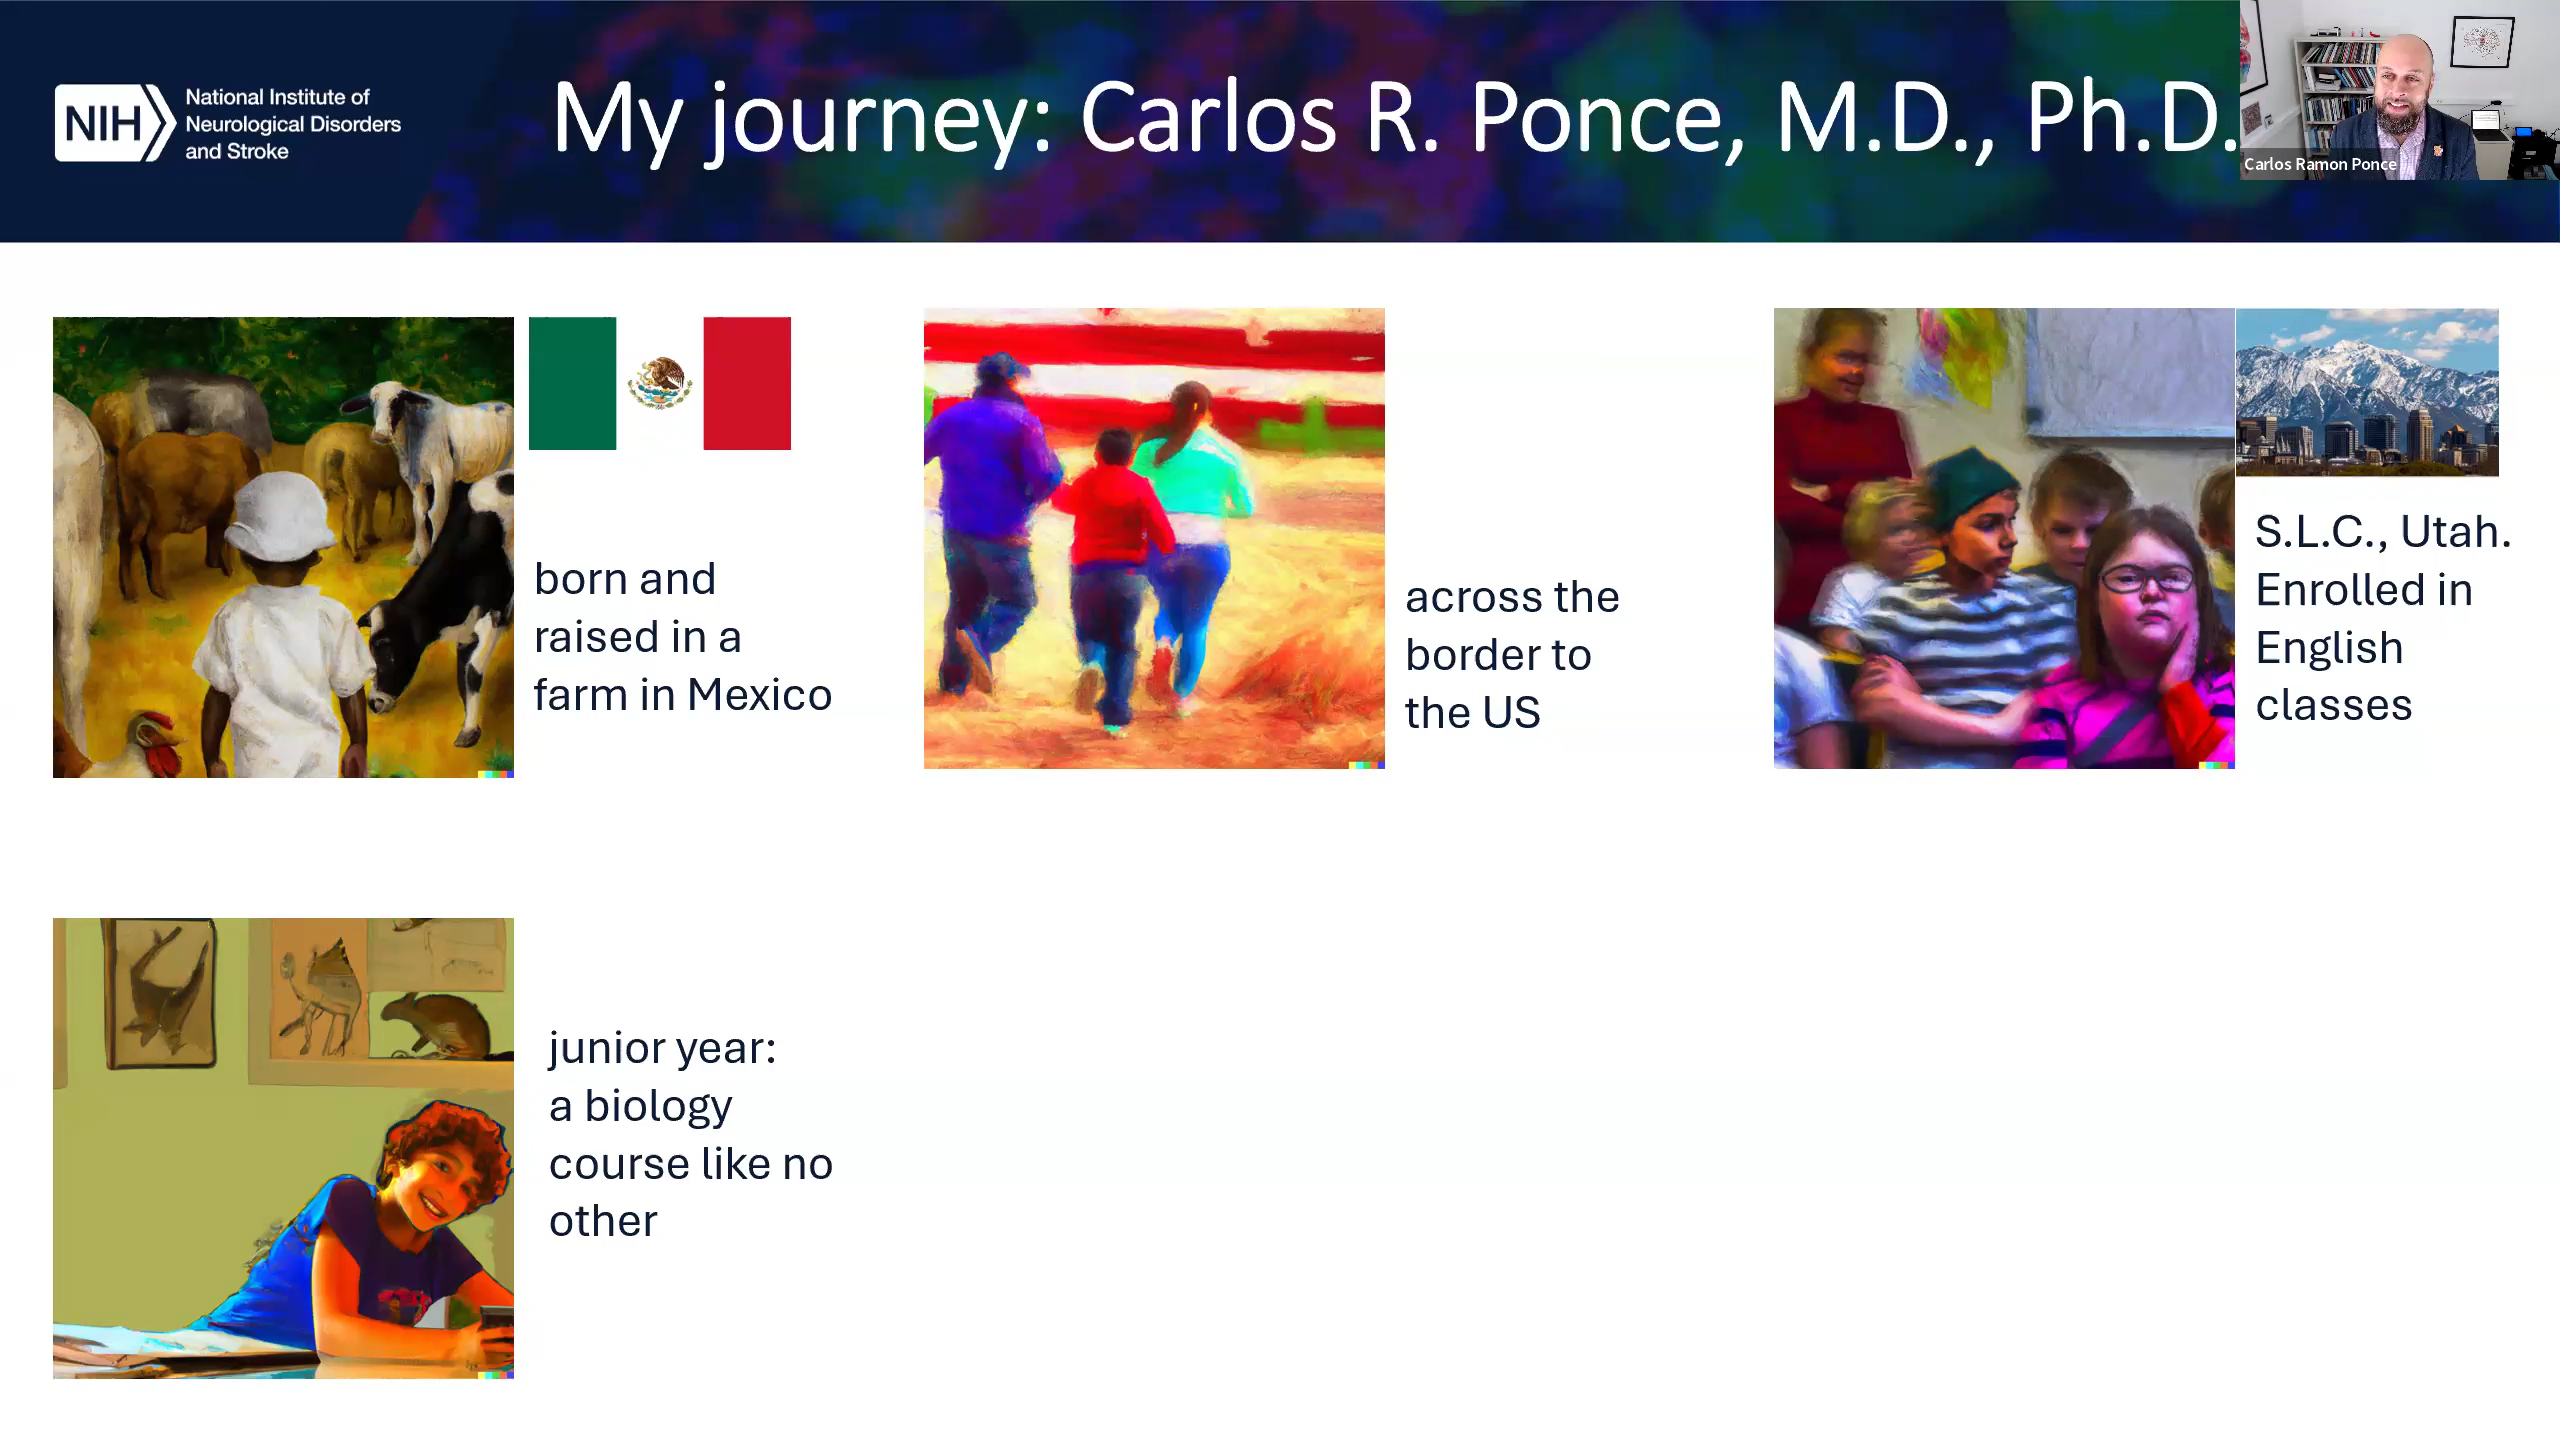 NIH
National Institute of
Neurological Disorders
and Stroke
My journey: Carlos R. Ponce, M.D., Ph.D.
Carlos Ramon Ponce
born and
raised in a
farm in Mexico
across the
border to
the US
S.L.C., Utah.
Enrolled in
English
classes
junior year:
a biology
course like no
other